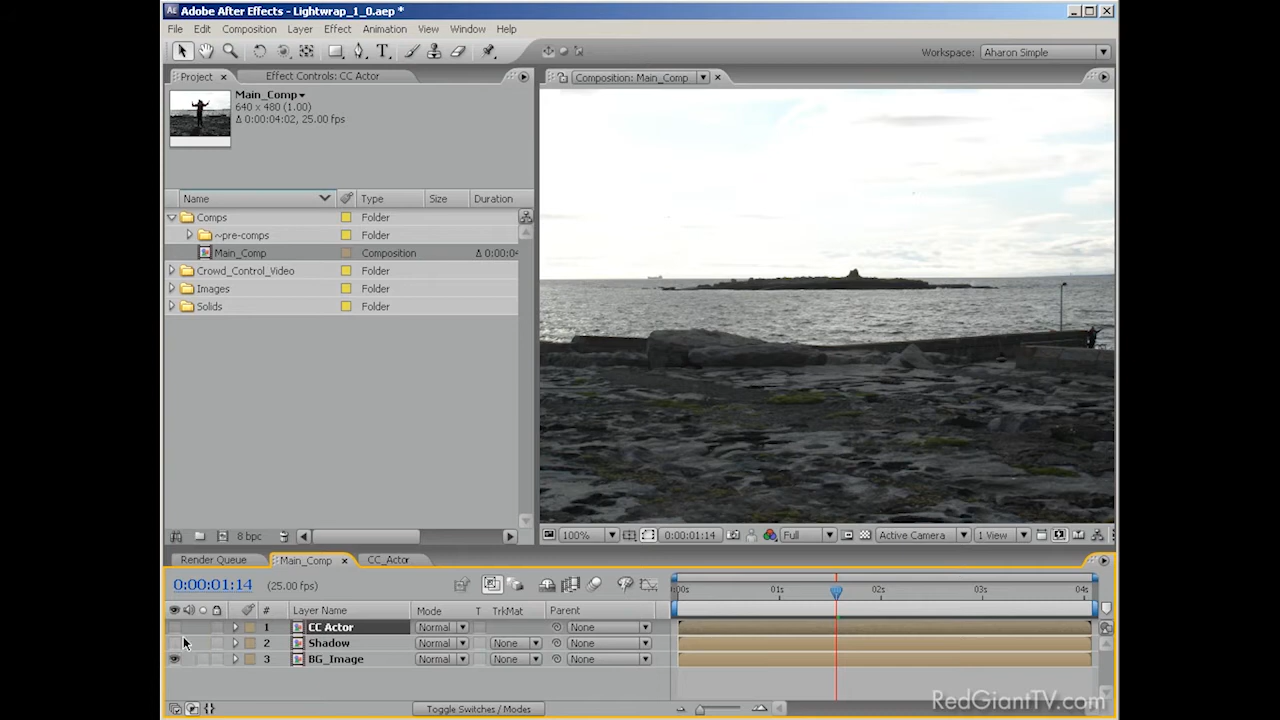 Adobe After Effects - Lightwrap_1_0.aep *
File Edit Composition Layer Effect Animation View Window Help
Workspace: Aharon Simple
Project × Effect Controls: CC Actor
Composition: Main_Comp
Main_Comp
640 x 480 (1.00)
Δ 0:00:04:02, 25.00 fps
Name Type Size Duration
Comps Folder
~pre-comps Folder
Main_Comp Composition Δ 0:00:04
Crowd_Control_Video Folder
Images Folder
Solids Folder
8 bpc
100% 0:00:01:14 Full Active Camera 1 View
Render Queue Main_Comp × CC_Actor
0:00:01:14 (25.00 fps)
:00s 01s 02s 03s 04s
# Layer Name Mode T TrkMat Parent
1 CC Actor Normal None
2 Shadow Normal None None
3 BG_Image Normal None None
Toggle Switches / Modes
RedGiantTV.com